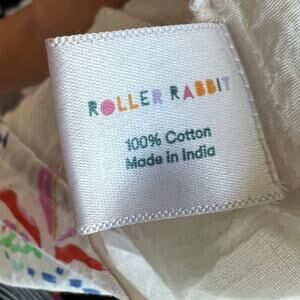 ROLLER RABBIT
100% Cotton
Made in India